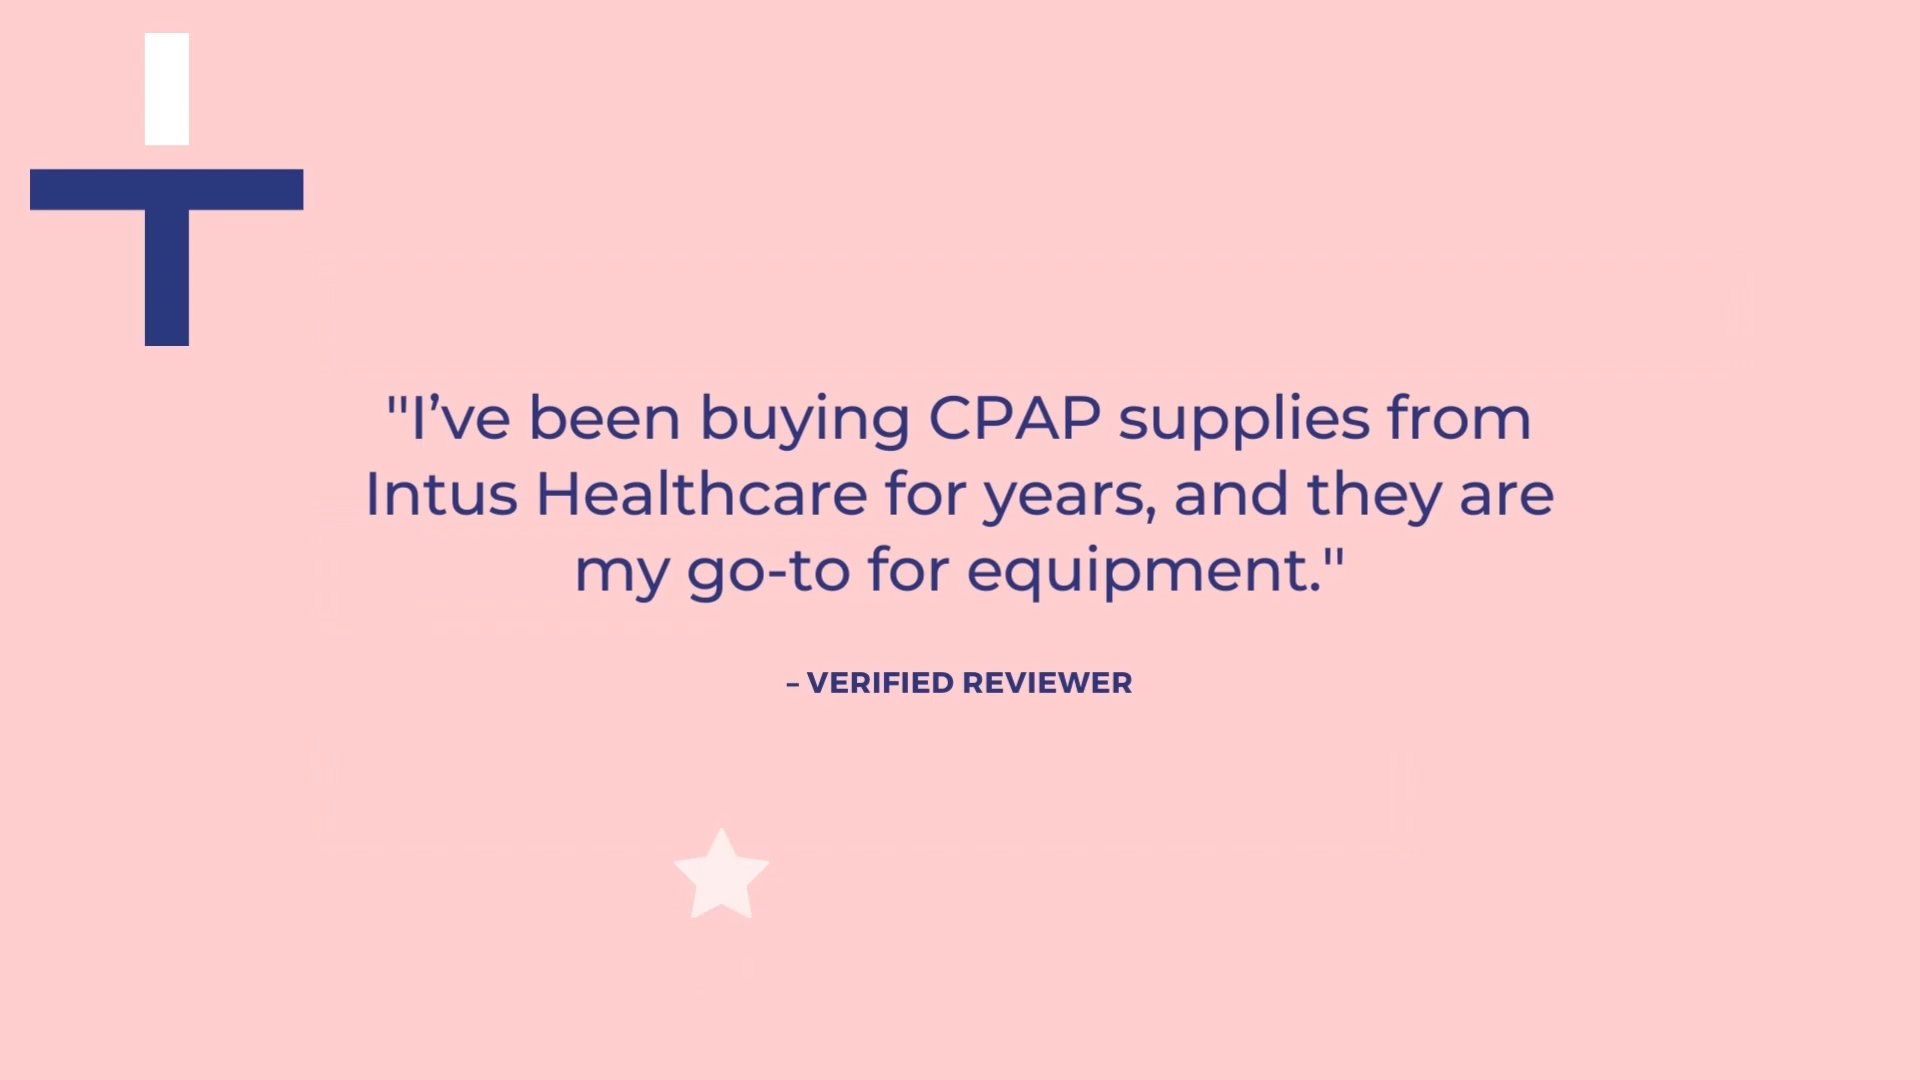 "I’ve been buying CPAP supplies from
Intus Healthcare for years, and they are
my go-to for equipment."
– VERIFIED REVIEWER